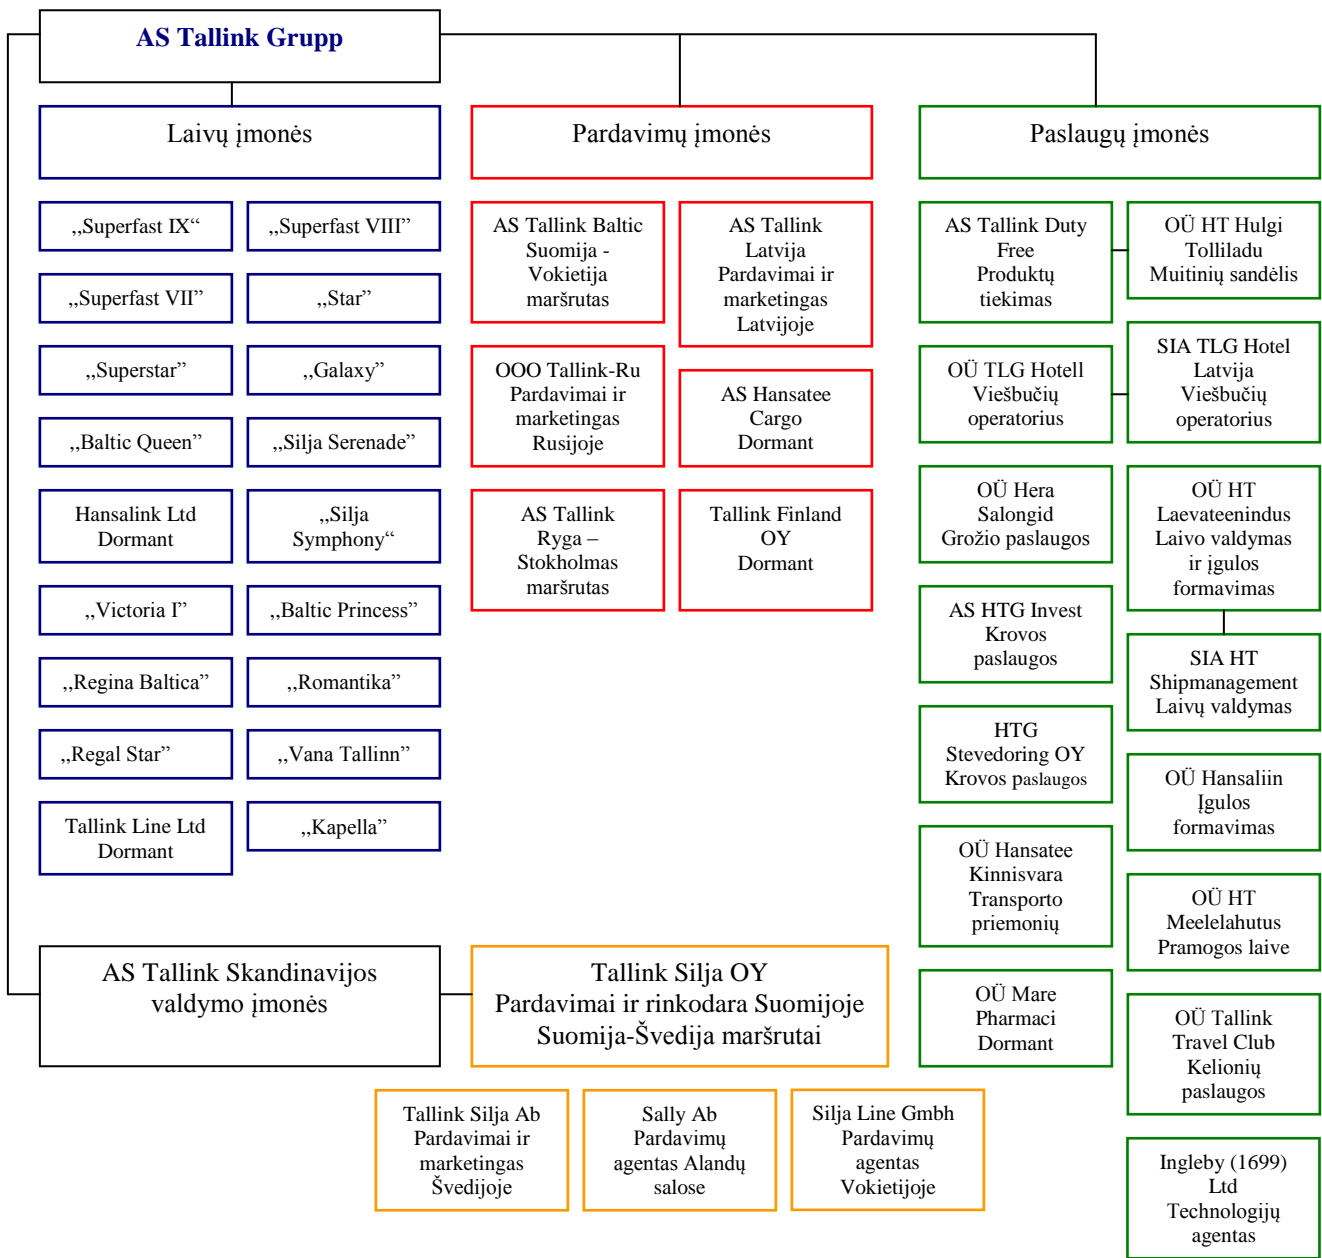 AS Tallink Grupp
Laivų įmonės
Pardavimų įmonės
Paslaugų įmonės
„Superfast IX“
„Superfast VIII”
„Superfast VII”
„Star”
„Superstar”
„Galaxy”
„Baltic Queen”
„Silja Serenade”
Hansalink Ltd
Dormant
„Silja
Symphony“
„Victoria I”
„Baltic Princess”
„Regina Baltica”
„Romantika”
„Regal Star”
„Vana Tallinn”
Tallink Line Ltd
Dormant
„Kapella”
AS Tallink Baltic
Suomija -
Vokietija
maršrutas
AS Tallink
Latvija
Pardavimai ir
marketingas
Latvijoje
OOO Tallink-Ru
Pardavimai ir
marketingas
Rusijoje
AS Hansatee
Cargo
Dormant
AS Tallink
Ryga –
Stokholmas
maršrutas
Tallink Finland
OY
Dormant
AS Tallink Duty
Free
Produktų
tiekimas
OÜ HT Hulgi
Tolliladu
Muitinių sandėlis
OÜ TLG Hotell
Viešbučių
operatorius
SIA TLG Hotel
Latvija
Viešbučių
operatorius
OÜ Hera
Salongid
Grožio paslaugos
OÜ HT
Laevateenindus
Laivo valdymas
ir įgulos
formavimas
AS HTG Invest
Krovos
paslaugos
SIA HT
Shipmanagement
Laivų valdymas
HTG
Stevedoring OY
Krovos paslaugos
OÜ Hansaliin
Įgulos
formavimas
OÜ Hansatee
Kinnisvara
Transporto
priemonių
OÜ HT
Meelelahutus
Pramogos laive
OÜ Mare
Pharmaci
Dormant
OÜ Tallink
Travel Club
Kelionių
paslaugos
Ingleby (1699)
Ltd
Technologijų
agentas
AS Tallink Skandinavijos
valdymo įmonės
Tallink Silja OY
Pardavimai ir rinkodara Suomijoje
Suomija-Švedija maršrutai
Tallink Silja Ab
Pardavimai ir
marketingas
Švedijoje
Sally Ab
Pardavimų
agentas Alandų
salose
Silja Line Gmbh
Pardavimų
agentas
Vokietijoje